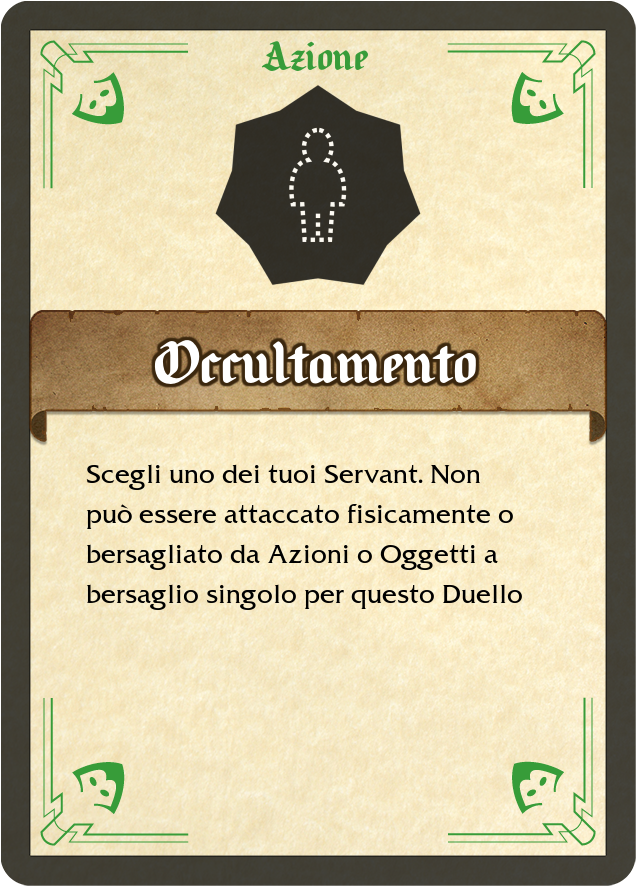 Azione
Occultamento
Scegli uno dei tuoi Servant. Non
può essere attaccato fisicamente o
bersagliato da Azioni o Oggetti a
bersaglio singolo per questo Duello